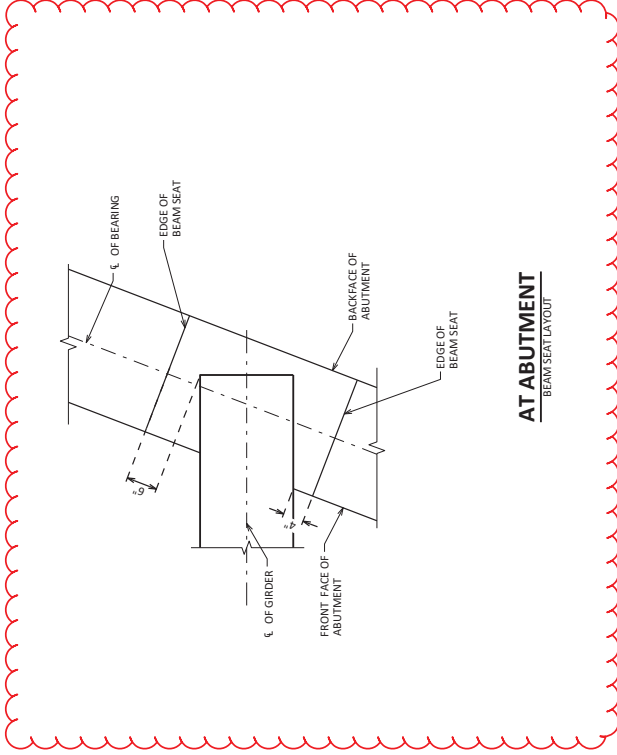 ℄ OF BEARING
EDGE OF
BEAM SEAT
BACKFACE OF
ABUTMENT
EDGE OF
BEAM SEAT
6"
4"
℄ OF GIRDER
FRONT FACE OF
ABUTMENT
AT ABUTMENT
BEAM SEAT LAYOUT